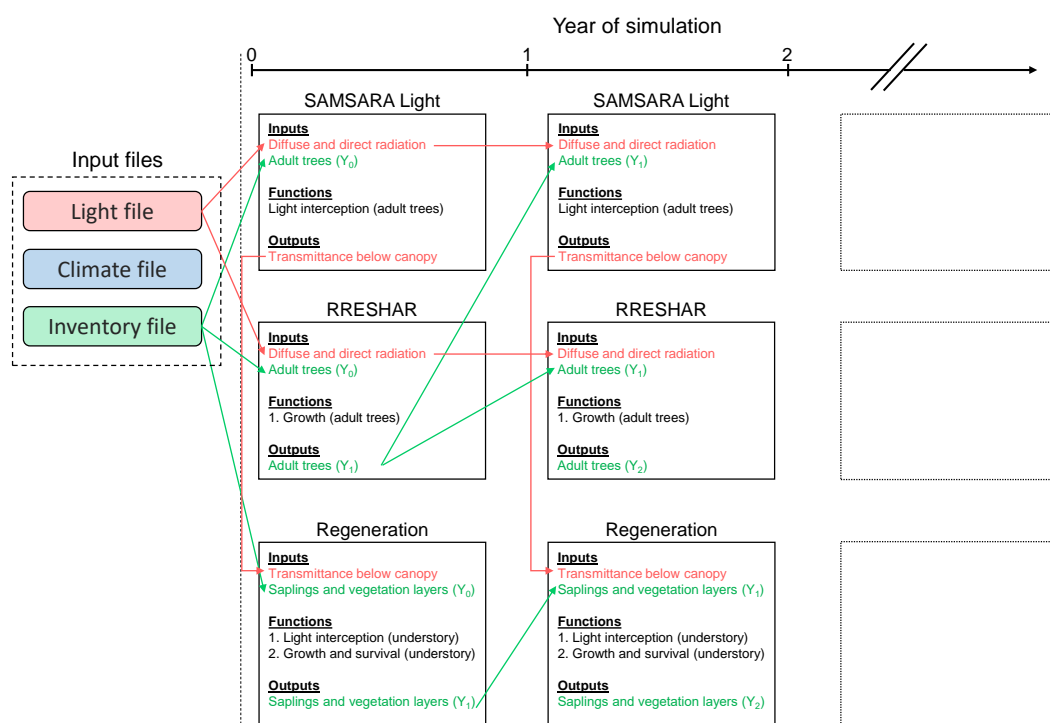 Year of simulation
0
1
2
Input files
Light file
Climate file
Inventory file
SAMSARA Light
Inputs
Diffuse and direct radiation
Adult trees (Y₀)
Functions
Light interception (adult trees)
Outputs
Transmittance below canopy
SAMSARA Light
Inputs
Diffuse and direct radiation
Adult trees (Y₁)
Functions
Light interception (adult trees)
Outputs
Transmittance below canopy
RRESHAR
Inputs
Diffuse and direct radiation
Adult trees (Y₀)
Functions
1. Growth (adult trees)
Outputs
Adult trees (Y₁)
RRESHAR
Inputs
Diffuse and direct radiation
Adult trees (Y₁)
Functions
1. Growth (adult trees)
Outputs
Adult trees (Y₂)
Regeneration
Inputs
Transmittance below canopy
Saplings and vegetation layers (Y₀)
Functions
1. Light interception (understory)
2. Growth and survival (understory)
Outputs
Saplings and vegetation layers (Y₁)
Regeneration
Inputs
Transmittance below canopy
Saplings and vegetation layers (Y₁)
Functions
1. Light interception (understory)
2. Growth and survival (understory)
Outputs
Saplings and vegetation layers (Y₂)